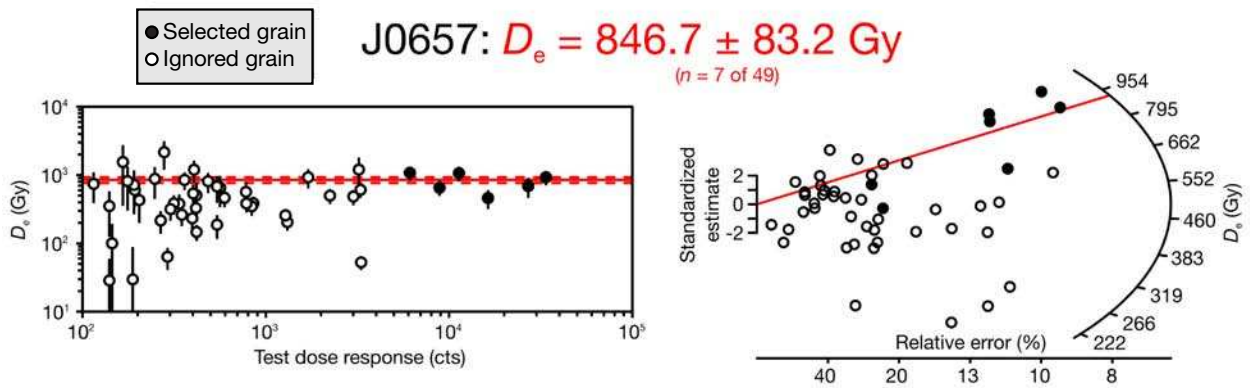 ● Selected grain
○ Ignored grain
J0657: Dₑ = 846.7 ± 83.2 Gy
(n = 7 of 49)
10⁴
10³
10²
10¹
Dₑ (Gy)
10² 10³ 10⁴ 10⁵
Test dose response (cts)
Standardized
estimate
2
0
-2
954
795
662
552
460
383
319
266
222
Dₑ (Gy)
Relative error (%)
40 20 13 10 8